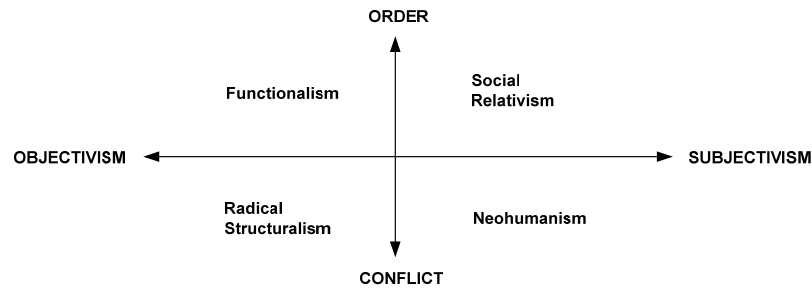 ORDER
Functionalism
Social
Relativism
OBJECTIVISM
SUBJECTIVISM
Radical
Structuralism
Neohumanism
CONFLICT